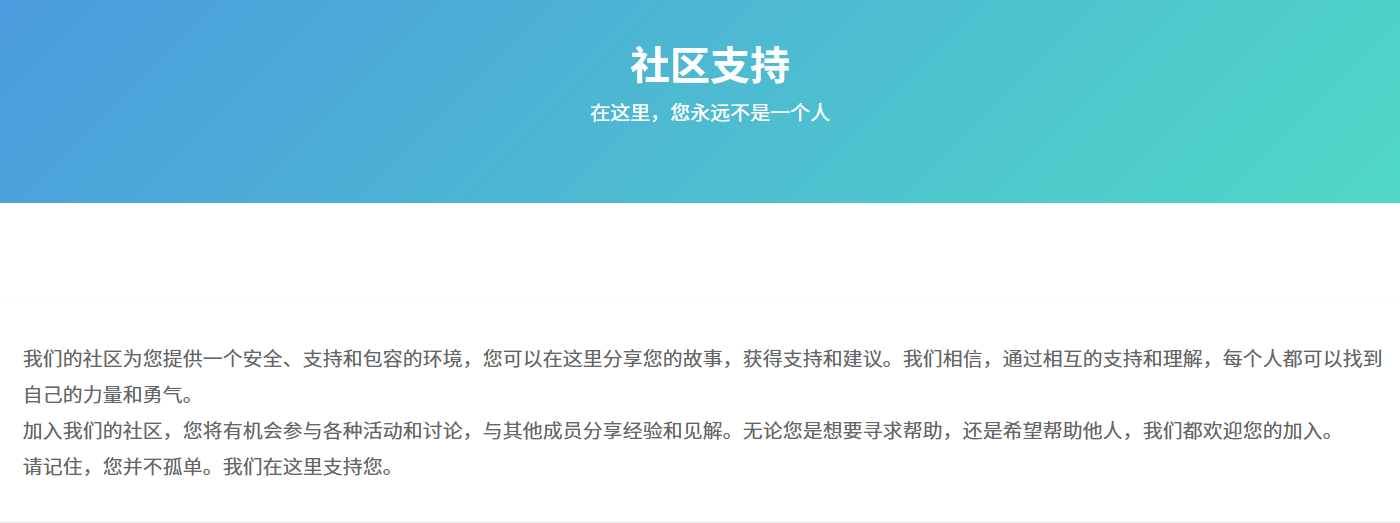 社区支持
在这里，您永远不是一个人
我们的社区为您提供一个安全、支持和包容的环境，您可以在这里分享您的故事，获得支持和建议。我们相信，通过相互的支持和理解，每个人都可以找到
自己的力量和勇气。
加入我们的社区，您将有机会参与各种活动和讨论，与其他成员分享经验和见解。无论您是想要寻求帮助，还是希望帮助他人，我们都欢迎您的加入。
请记住，您并不孤单。我们在这里支持您。